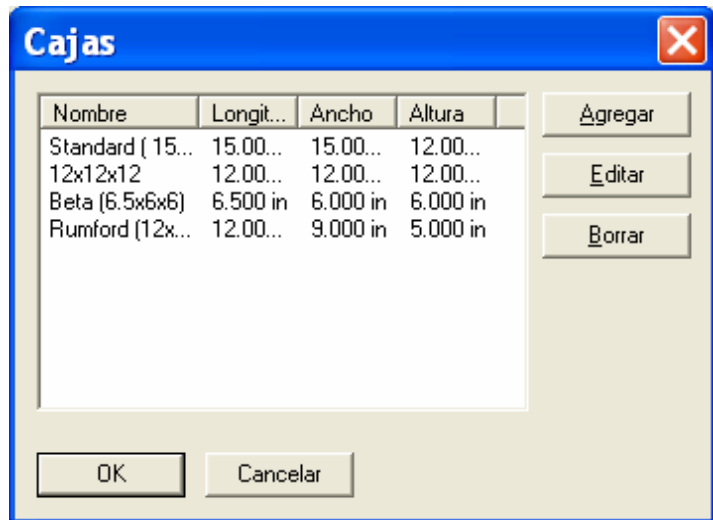 Cajas
Nombre Longit... Ancho Altura Agregar
Standard ( 15... 15.00... 15.00... 12.00...
12x12x12 12.00... 12.00... 12.00... Editar
Beta (6.5x6x6) 6.500 in 6.000 in 6.000 in
Rumford (12x... 12.00... 9.000 in 5.000 in Borrar
OK Cancelar